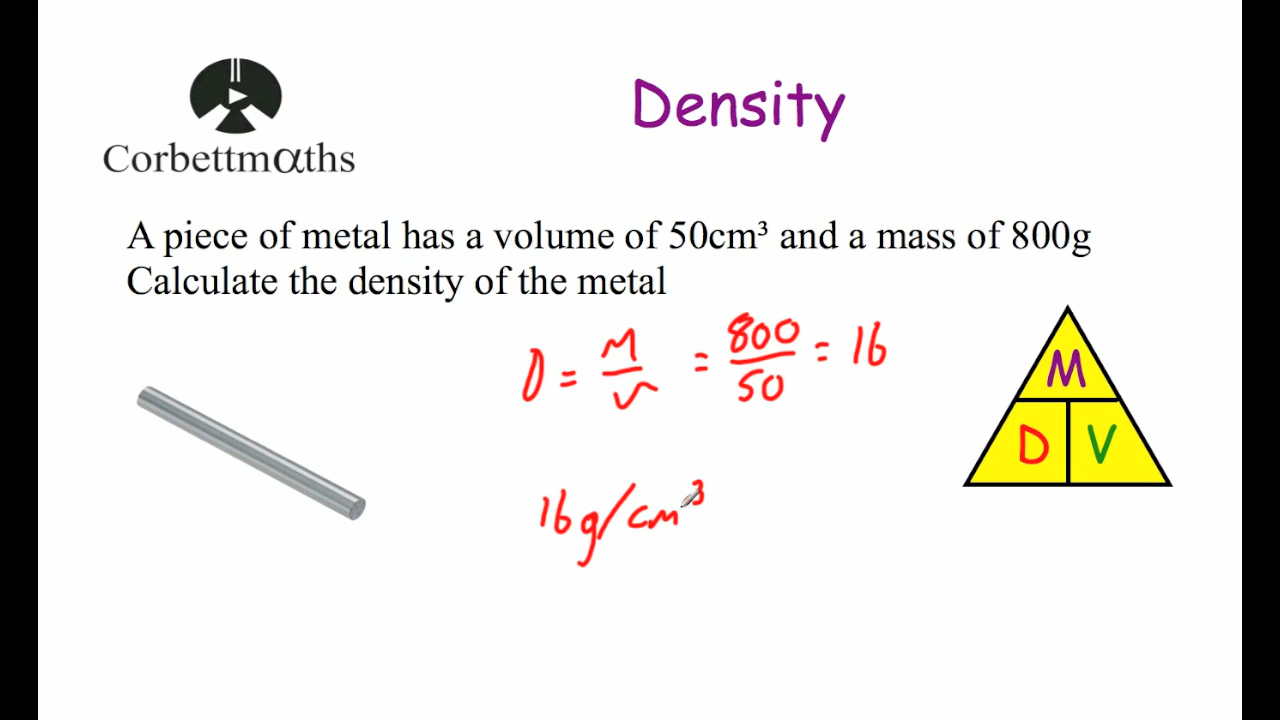 Corbettmαths
Density
A piece of metal has a volume of 50cm³ and a mass of 800g
Calculate the density of the metal
D = M/V = 800/50 = 16
16g/cm³
M
D V